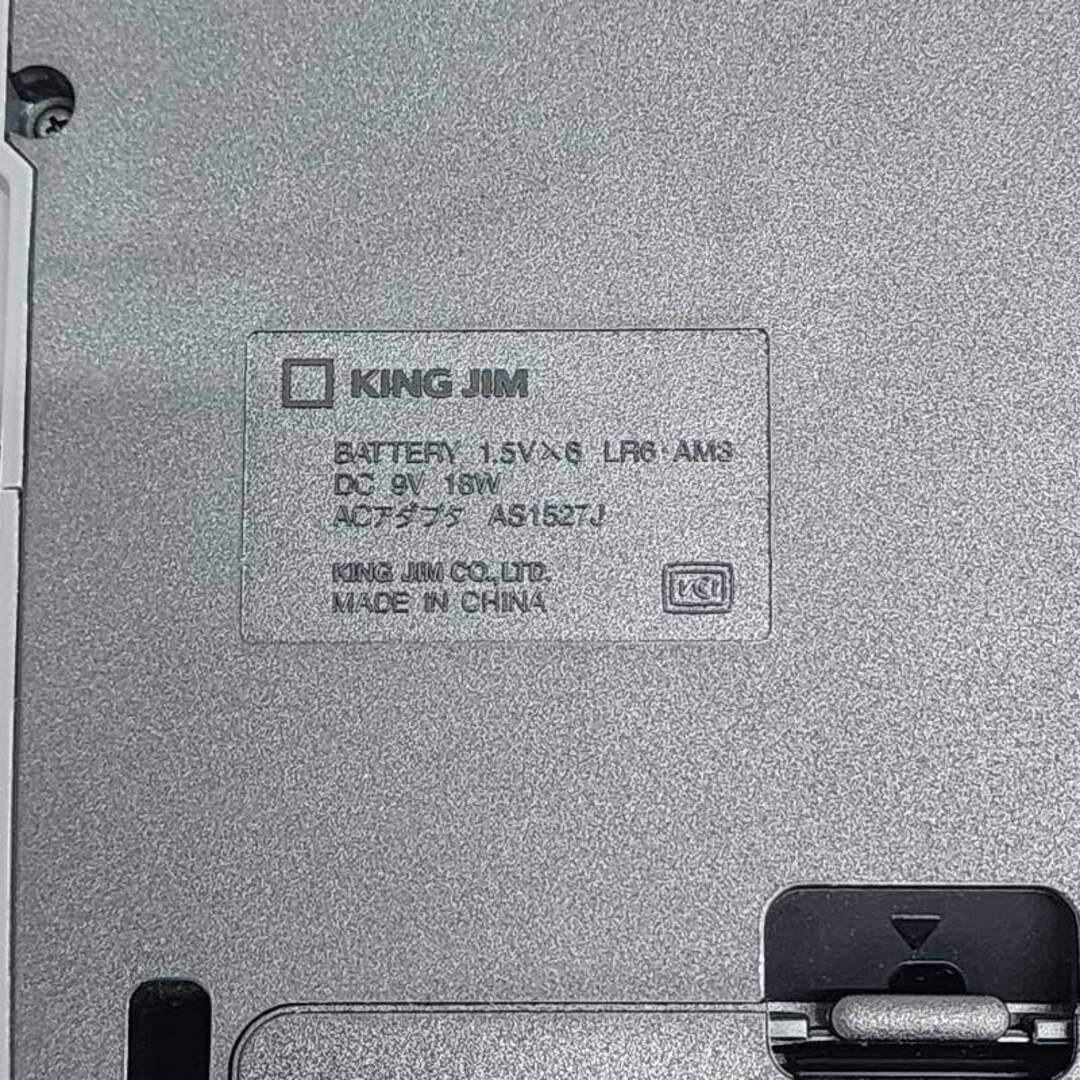 KING JIM
BATTERY 1.5V×6 LR6·AM3
DC 9V 18W
ACアダプタ AS1527J
KING JIM CO.,LTD.
MADE IN CHINA
VCI